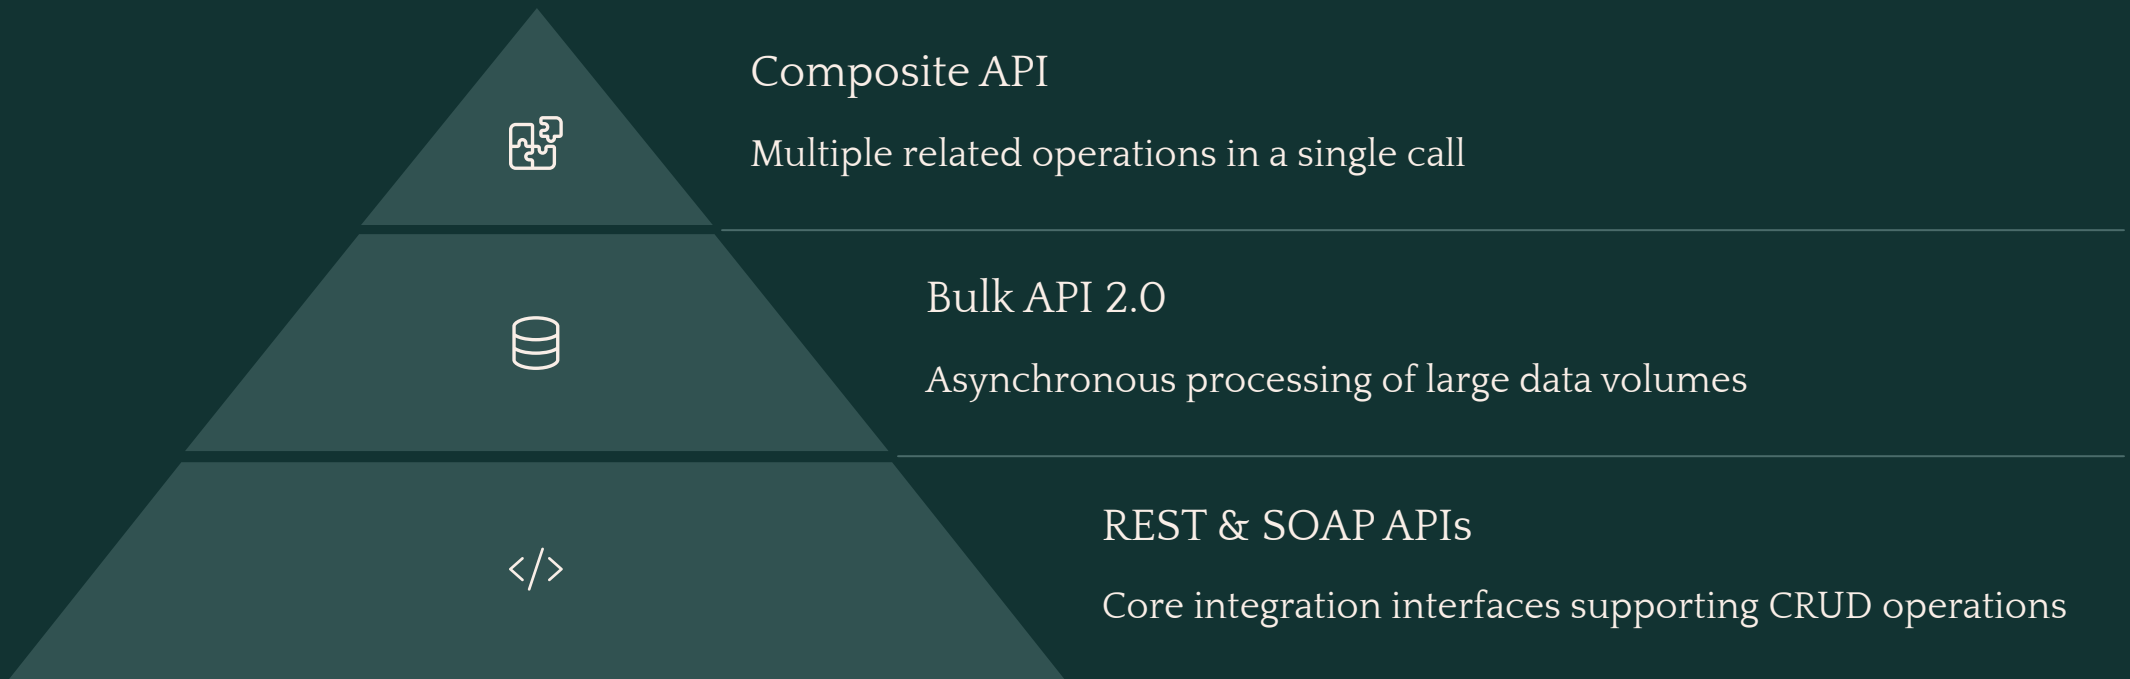 Composite API
Multiple related operations in a single call
Bulk API 2.0
Asynchronous processing of large data volumes
REST & SOAP APIs
Core integration interfaces supporting CRUD operations